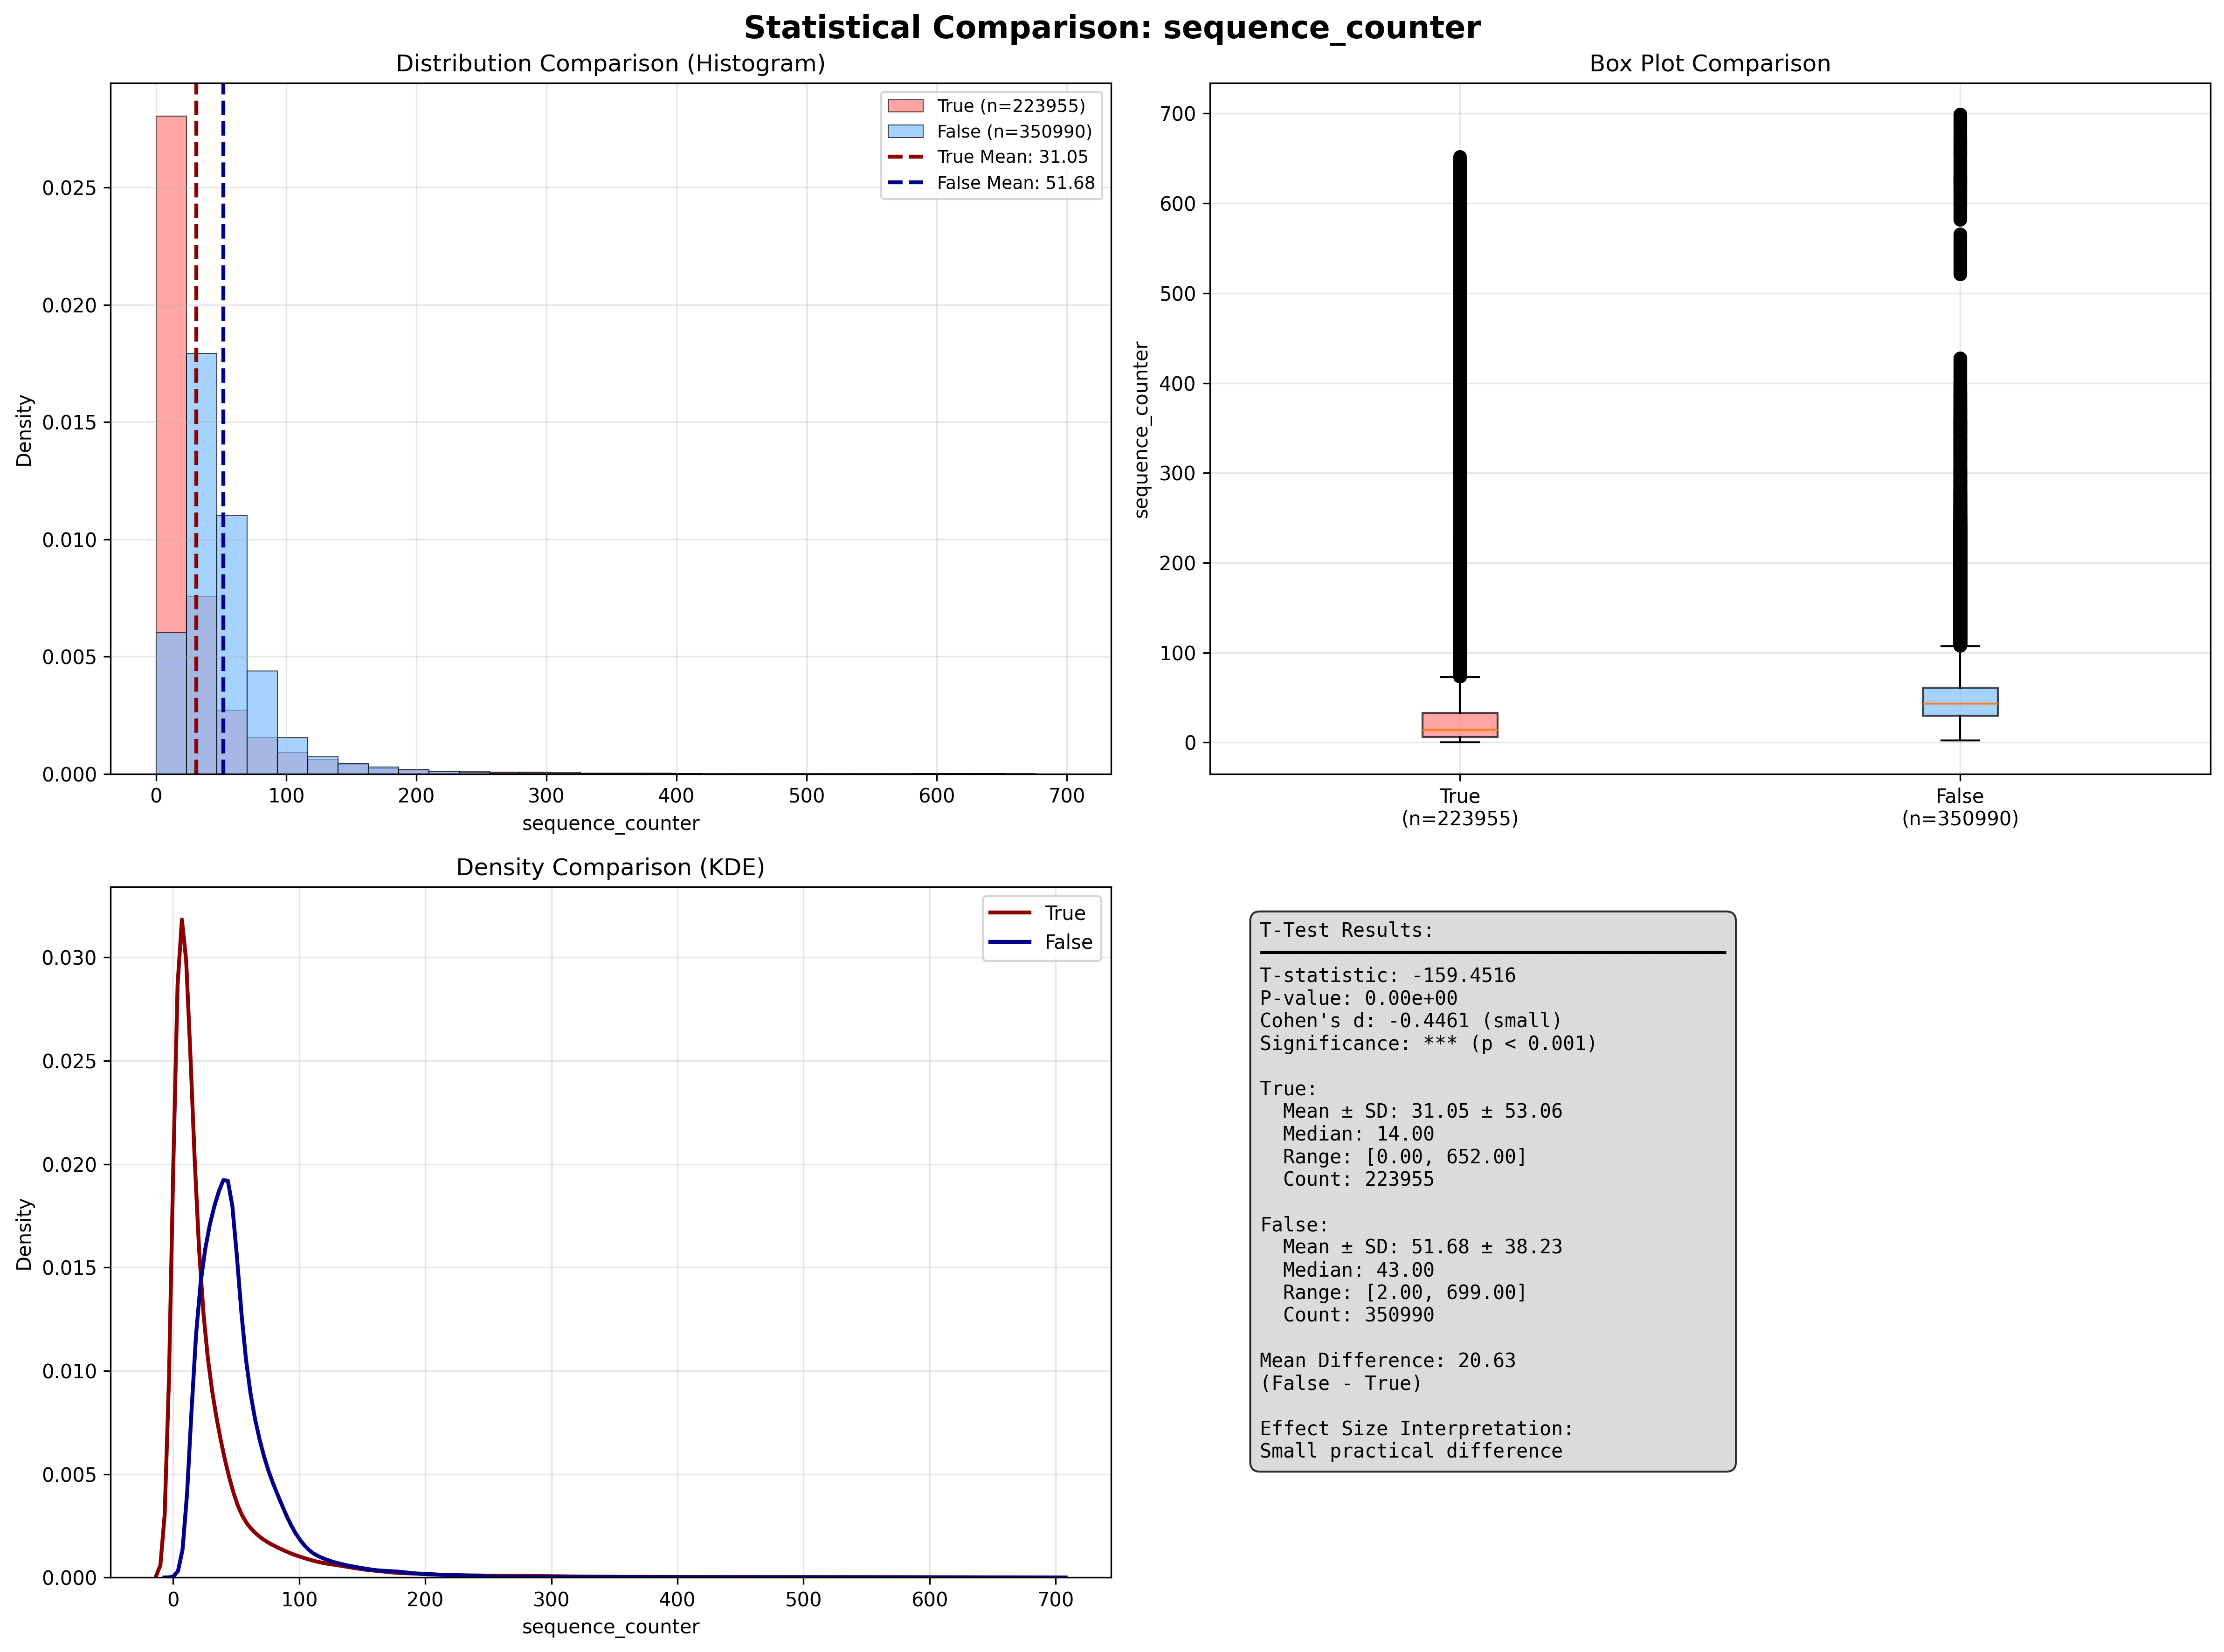 Statistical Comparison: sequence_counter
Distribution Comparison (Histogram)
True (n=223955)
False (n=350990)
True Mean: 31.05
False Mean: 51.68
Density
0.025
0.020
0.015
0.010
0.005
0.000
0 100 200 300 400 500 600 700
sequence_counter
Box Plot Comparison
sequence_counter
700
600
500
400
300
200
100
0
True
(n=223955)
False
(n=350990)
Density Comparison (KDE)
True
False
Density
0.030
0.025
0.020
0.015
0.010
0.005
0.000
0 100 200 300 400 500 600 700
sequence_counter
T-Test Results:
T-statistic: -159.4516
P-value: 0.00e+00
Cohen's d: -0.4461 (small)
Significance: *** (p < 0.001)
True:
Mean ± SD: 31.05 ± 53.06
Median: 14.00
Range: [0.00, 652.00]
Count: 223955
False:
Mean ± SD: 51.68 ± 38.23
Median: 43.00
Range: [2.00, 699.00]
Count: 350990
Mean Difference: 20.63
(False - True)
Effect Size Interpretation:
Small practical difference